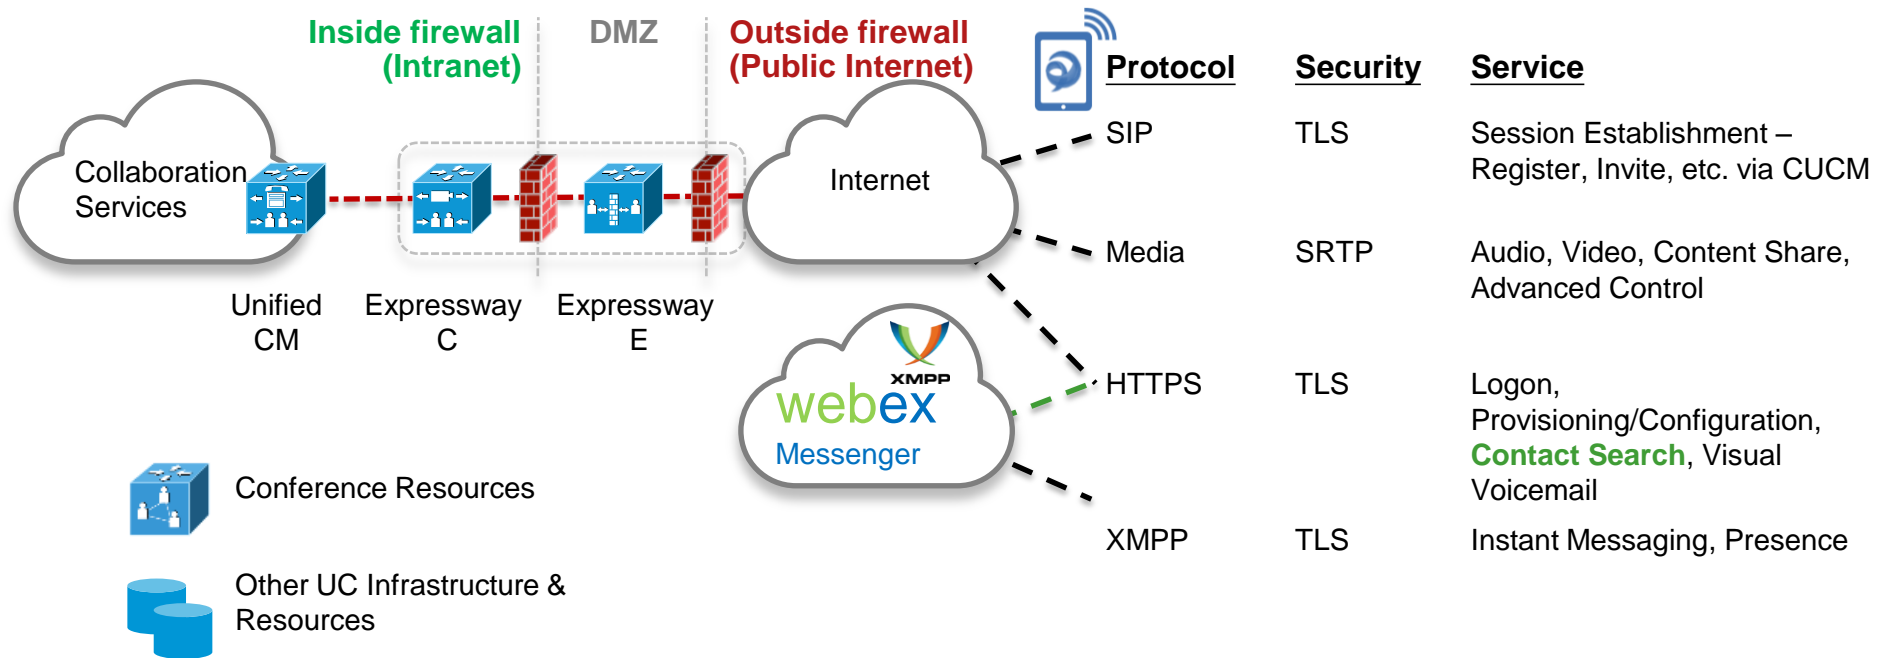 Inside firewall
(Intranet)
DMZ
Outside firewall
(Public Internet)
Protocol
Security
Service
SIP
TLS
Session Establishment –
Register, Invite, etc. via CUCM
Collaboration
Services
Internet
Media
SRTP
Audio, Video, Content Share,
Advanced Control
Unified
CM
Expressway
C
Expressway
E
XMPP
webex
Messenger
HTTPS
TLS
Logon,
Provisioning/Configuration,
Contact Search, Visual
Voicemail
Conference Resources
XMPP
TLS
Instant Messaging, Presence
Other UC Infrastructure &
Resources